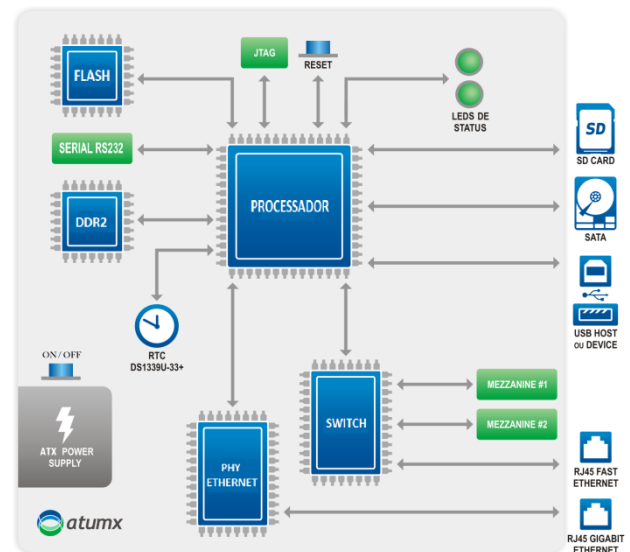 FLASH
JTAG
RESET
LEDS DE
STATUS
SERIAL RS232
DDR2
PROCESSADOR
SD
SD CARD
SATA
USB HOST
OU DEVICE
RTC
DS1339U-33+
ON/OFF
ATX POWER
SUPPLY
SWITCH
MEZZANINE #1
MEZZANINE #2
PHY
ETHERNET
RJ45 FAST
ETHERNET
RJ45 GIGABIT
ETHERNET
atumx